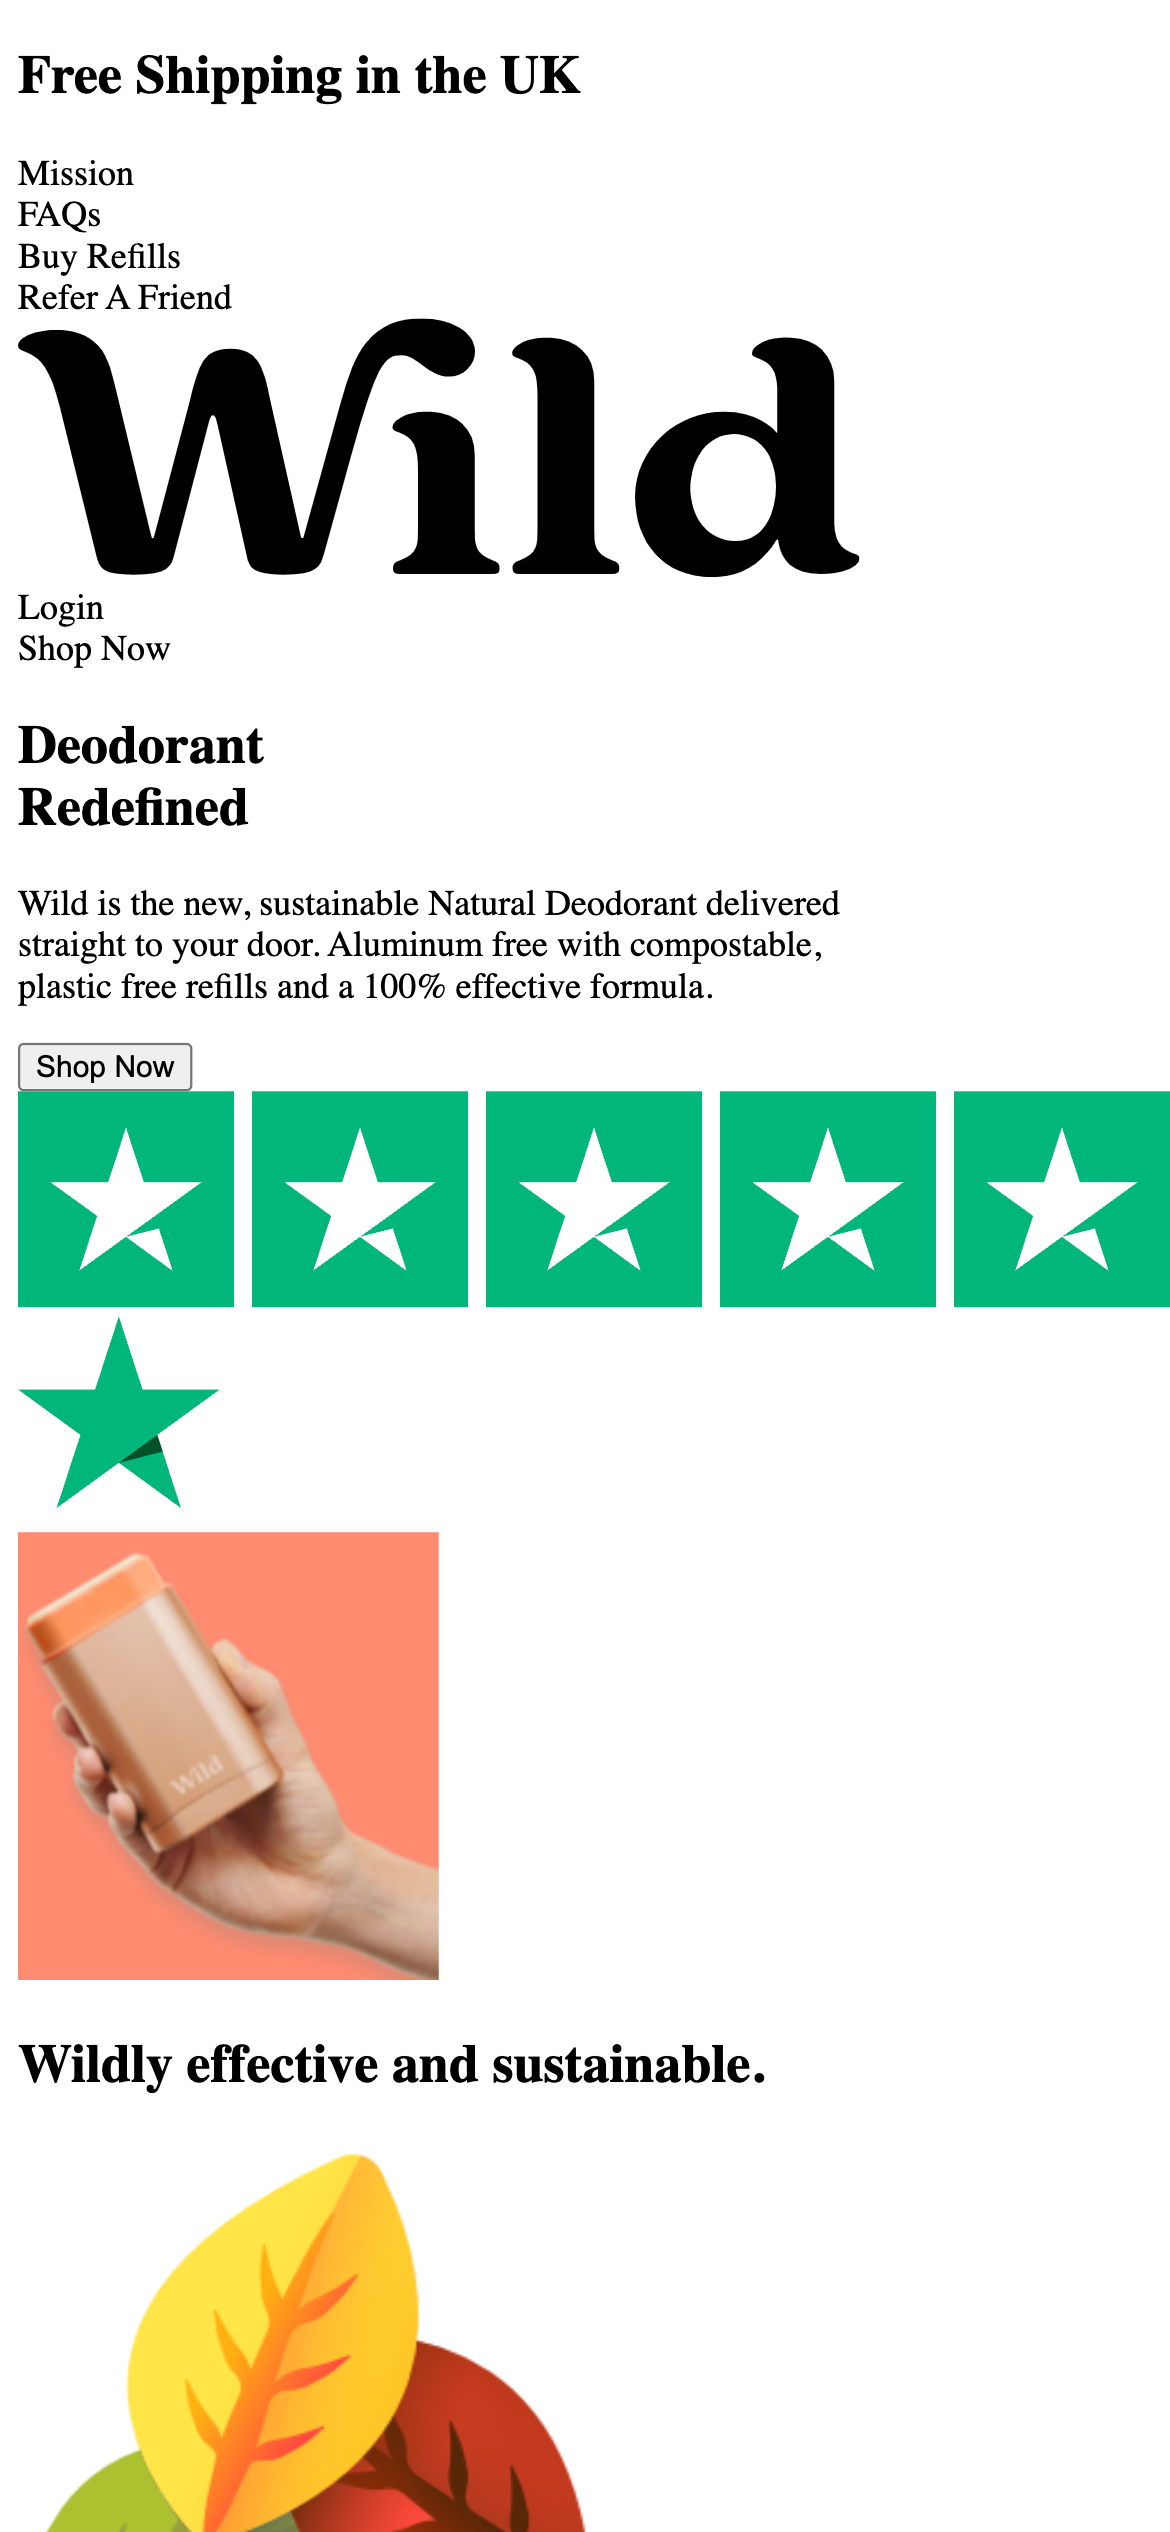 Free Shipping in the UK
Mission
FAQs
Buy Refills
Refer A Friend
Wild
Login
Shop Now
Deodorant
Redefined
Wild is the new, sustainable Natural Deodorant delivered
straight to your door. Aluminum free with compostable,
plastic free refills and a 100% effective formula.
Shop Now
Wild
Wildly effective and sustainable.